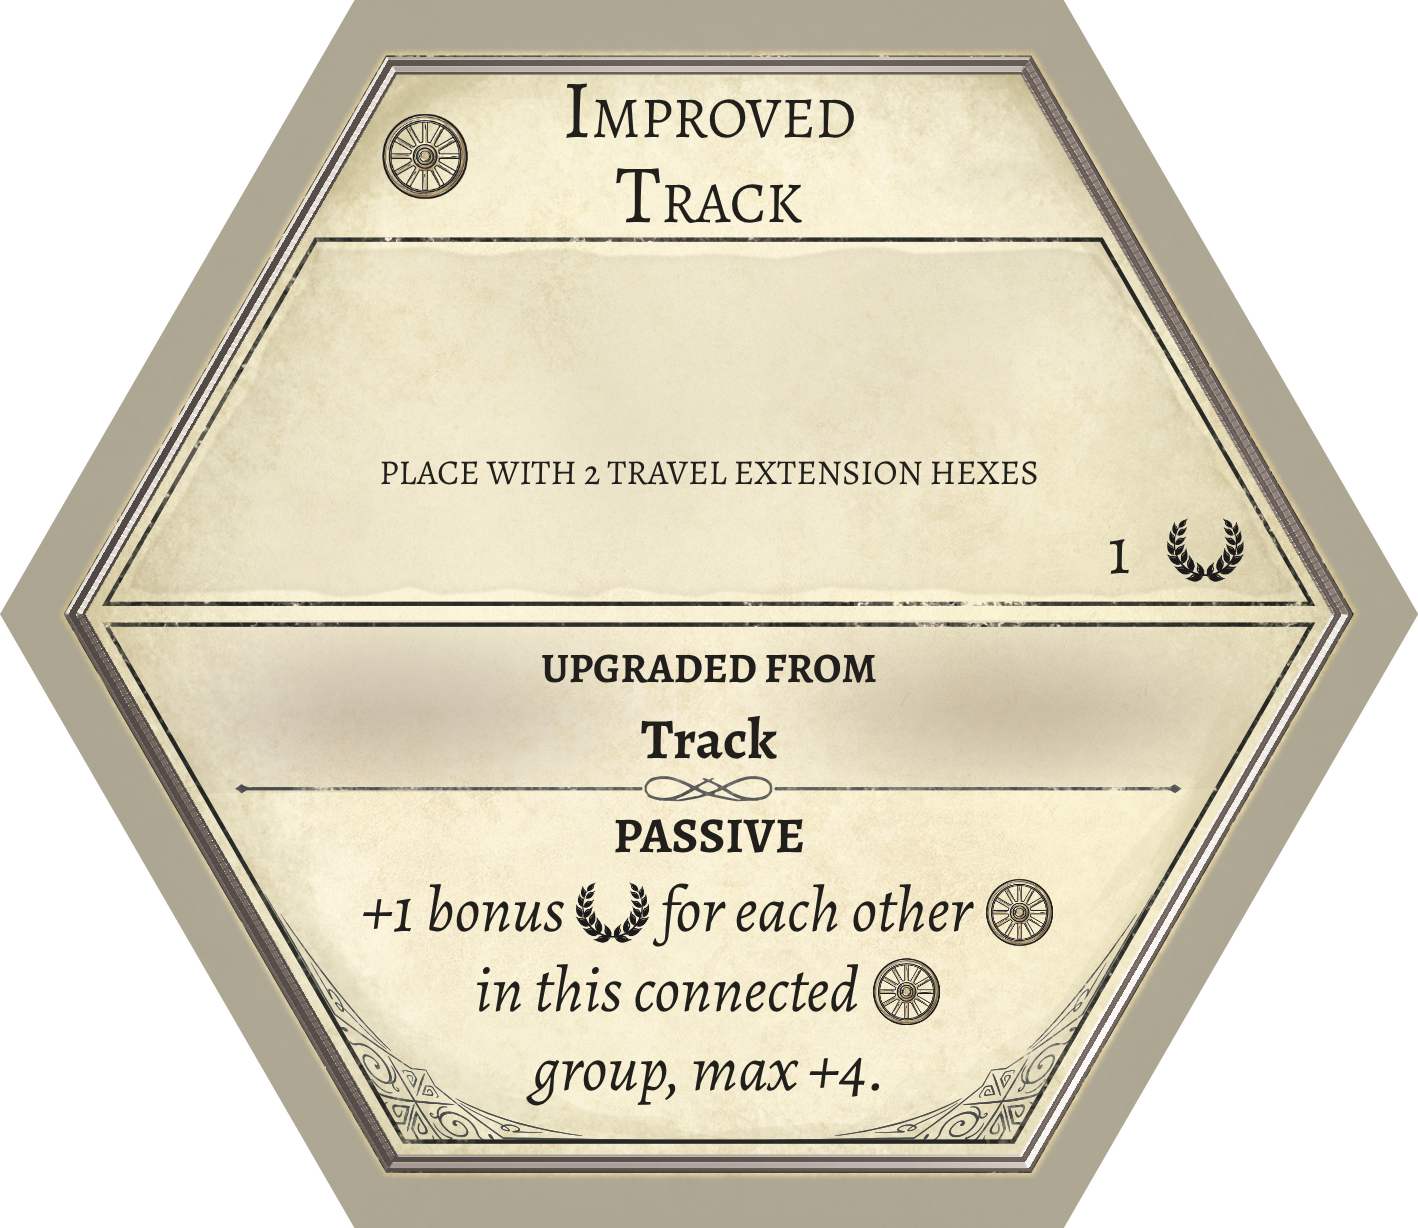 Improved
Track
PLACE WITH 2 TRAVEL EXTENSION HEXES
1
UPGRADED FROM
Track
PASSIVE
+1 bonus for each other
in this connected
group, max +4.